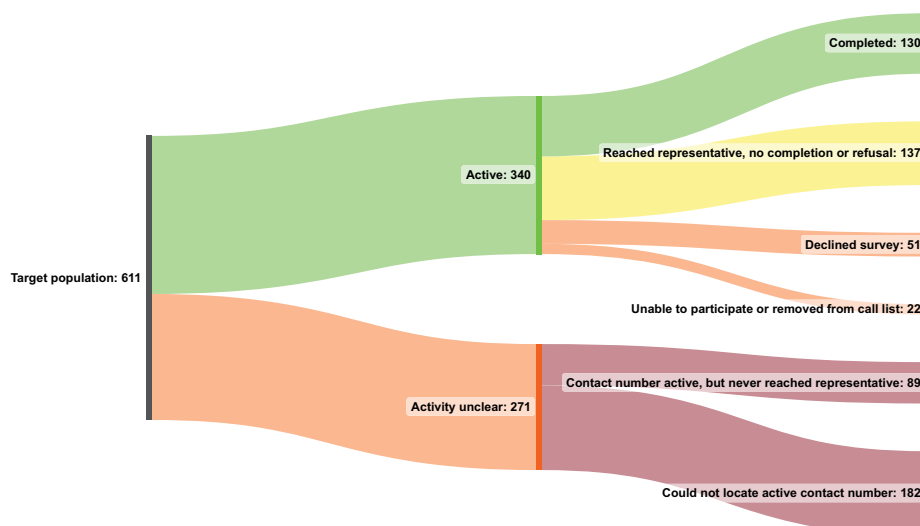 Completed: 130
Reached representative, no completion or refusal: 137
Active: 340
Declined survey: 51
Target population: 611
Unable to participate or removed from call list: 22
Contact number active, but never reached representative: 89
Activity unclear: 271
Could not locate active contact number: 182